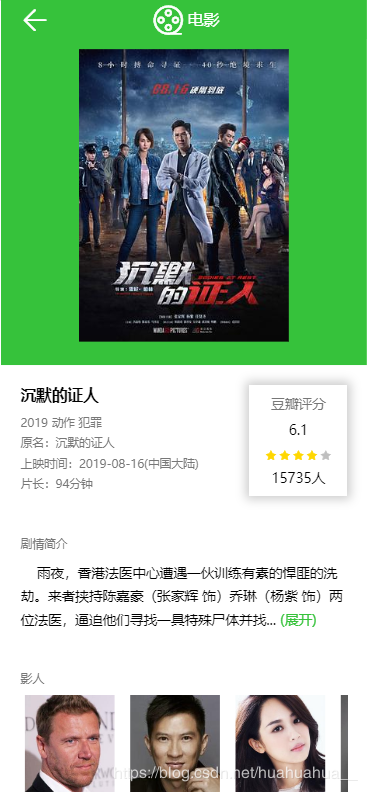 电影
8小时搏命寻证 — 40秒绝境求生
08.16 硬刚到底
沉默的证人
BODIES AT REST
沉默的证人
2019 动作 犯罪
原名：沉默的证人
上映时间：2019-08-16(中国大陆)
片长：94分钟
豆瓣评分
6.1
15735人
剧情简介
雨夜，香港法医中心遭遇一伙训练有素的悍匪的洗
劫。来者挟持陈嘉豪（张家辉 饰）乔琳（杨紫 饰）两
位法医，逼迫他们寻找一具特殊尸体并找... (展开)
影人
https://blog.csdn.net/huahuahua__